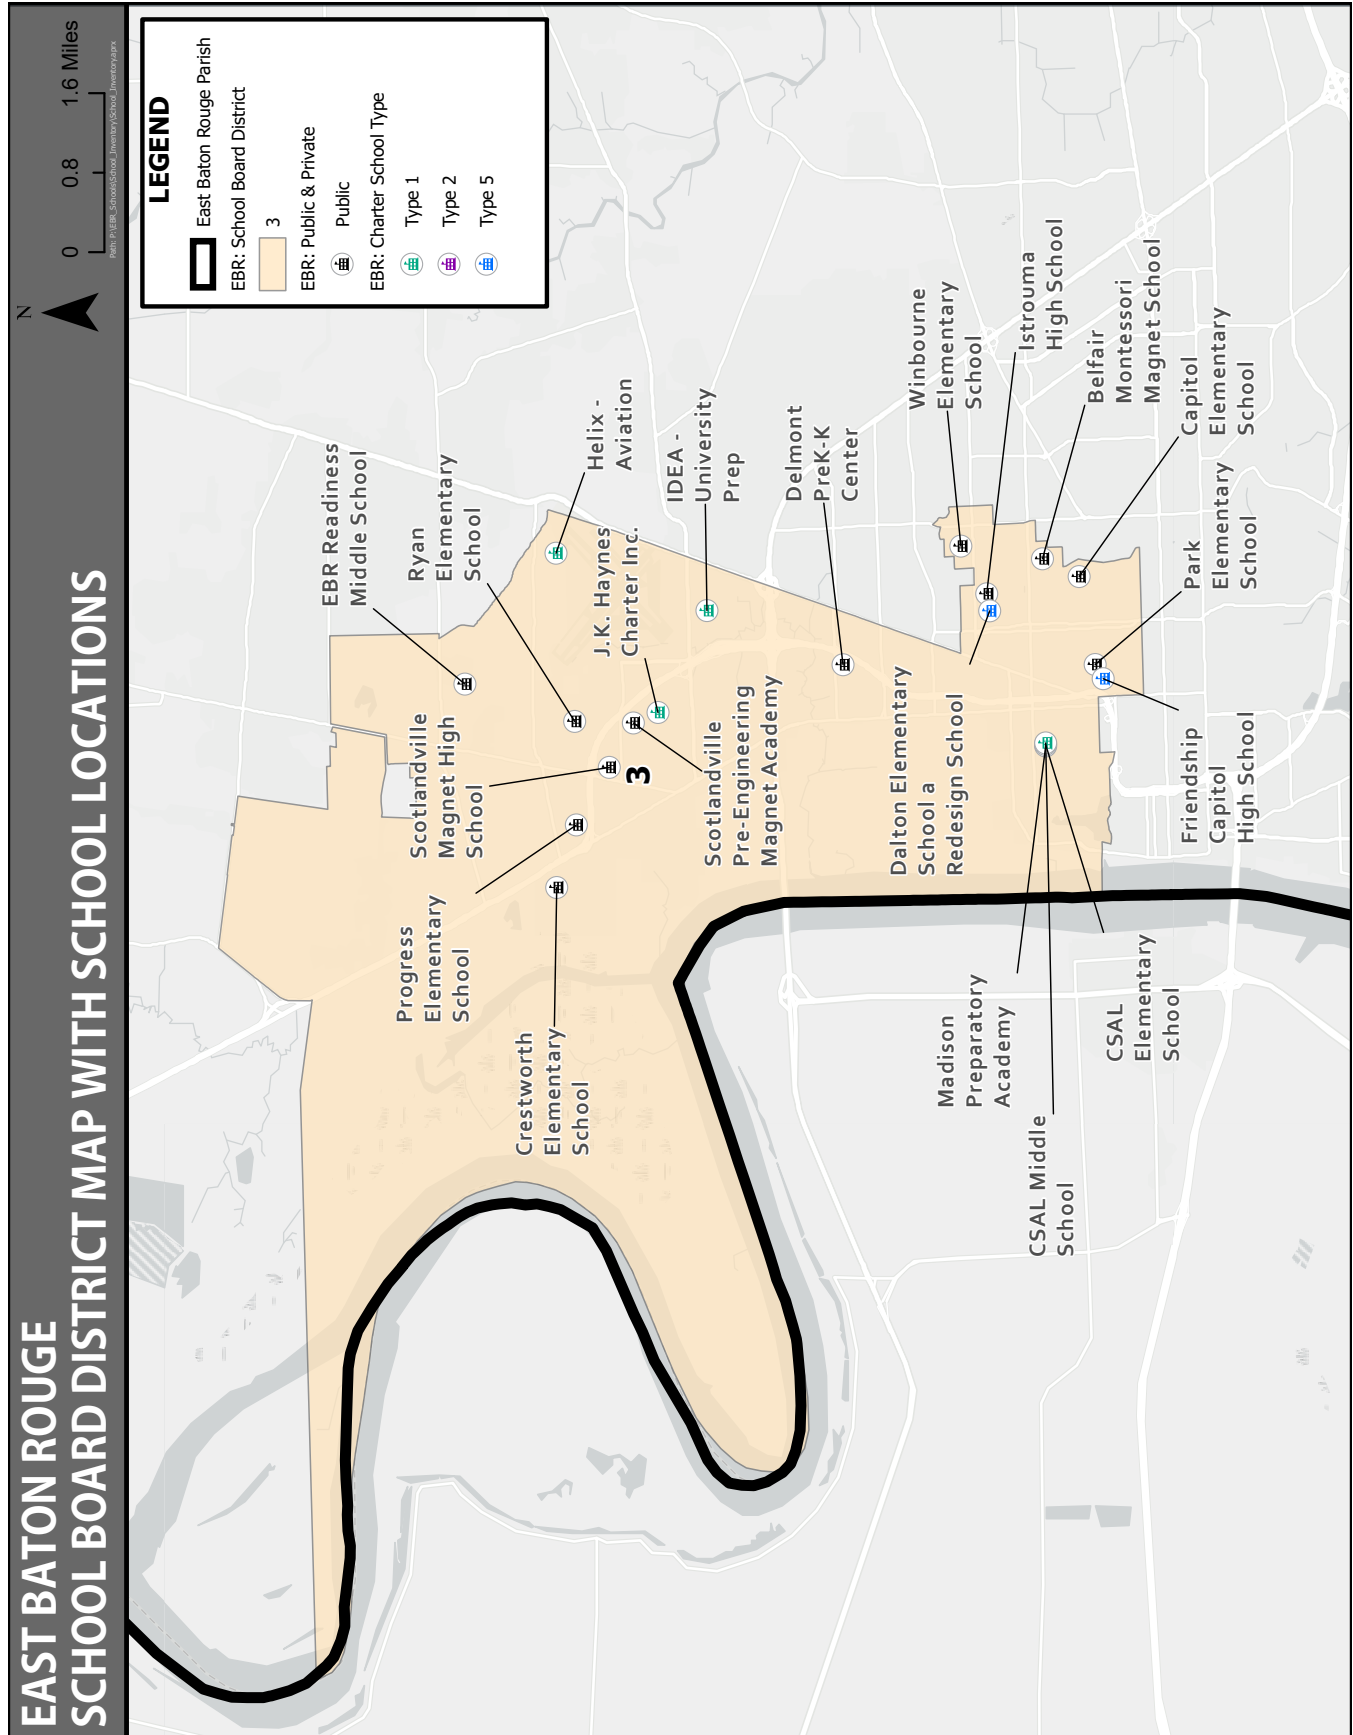 EAST BATON ROUGE
SCHOOL BOARD DISTRICT MAP WITH SCHOOL LOCATIONS
N
0 0.8 1.6 Miles
Path: P:\EBR_Schools\School_Inventory\School_Inventory.aprx
LEGEND
East Baton Rouge Parish
EBR: School Board District
3
EBR: Public & Private
Public
EBR: Charter School Type
Type 1
Type 2
Type 5
EBR Readiness
Middle School
Ryan
Elementary
School
Helix -
Aviation
J.K. Haynes
Charter Inc.
IDEA -
University
Prep
Delmont
PreK-K
Center
Winbourne
Elementary
School
Istrouma
High School
Belfair
Montessori
Magnet School
Capitol
Elementary
School
Park
Elementary
School
Scotlandville
Magnet High
School
3
Scotlandville
Pre-Engineering
Magnet Academy
Dalton Elementary
School a
Redesign School
Friendship
Capitol
High School
Progress
Elementary
School
Crestworth
Elementary
School
Madison
Preparatory
Academy
CSAL
Elementary
School
CSAL Middle
School